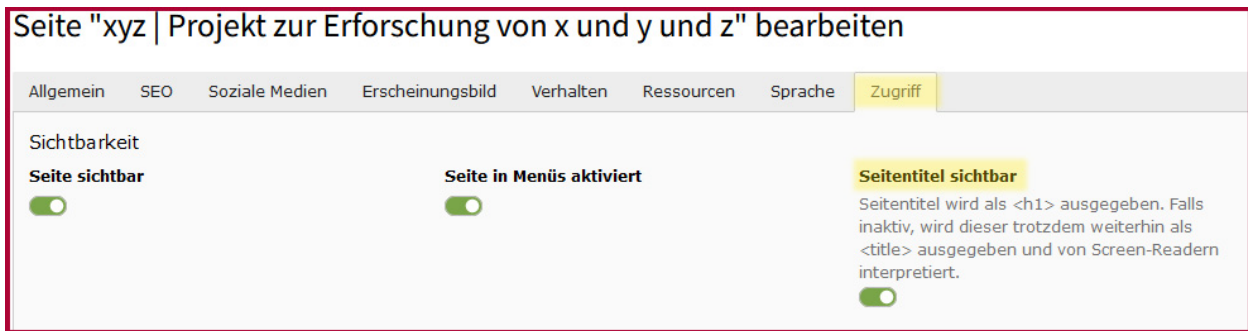 Seite "xyz | Projekt zur Erforschung von x und y und z" bearbeiten
Allgemein SEO Soziale Medien Erscheinungsbild Verhalten Ressourcen Sprache Zugriff
Sichtbarkeit
Seite sichtbar Seite in Menüs aktiviert Seitentitel sichtbar
Seitentitel wird als <h1> ausgegeben. Falls
inaktiv, wird dieser trotzdem weiterhin als
<title> ausgegeben und von Screen-Readern
interpretiert.